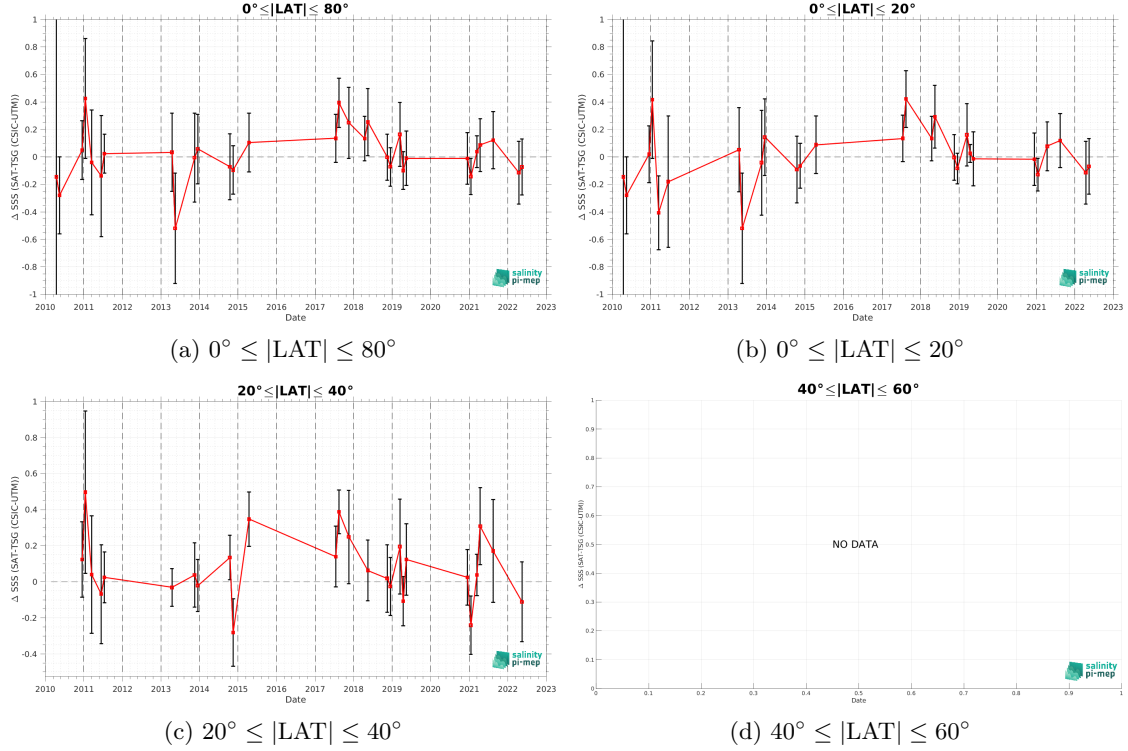 0°≤|LAT|≤ 80°
Δ SSS (SAT-TSG (CSIC-UTM))
1
0.8
0.6
0.4
0.2
0
-0.2
-0.4
-0.6
-0.8
-1
2010 2011 2012 2013 2014 2015 2016 2017 2018 2019 2020 2021 2022 2023
Date
salinity
pi-mep
(a) 0° ≤ |LAT| ≤ 80°
0°≤|LAT|≤ 20°
Δ SSS (SAT-TSG (CSIC-UTM))
1
0.8
0.6
0.4
0.2
0
-0.2
-0.4
-0.6
-0.8
-1
2010 2011 2012 2013 2014 2015 2016 2017 2018 2019 2020 2021 2022 2023
Date
salinity
pi-mep
(b) 0° ≤ |LAT| ≤ 20°
20°≤|LAT|≤ 40°
Δ SSS (SAT-TSG (CSIC-UTM))
1
0.8
0.6
0.4
0.2
0
-0.2
-0.4
2010 2011 2012 2013 2014 2015 2016 2017 2018 2019 2020 2021 2022 2023
Date
salinity
pi-mep
(c) 20° ≤ |LAT| ≤ 40°
40°≤|LAT|≤ 60°
Δ SSS (SAT-TSG (CSIC-UTM))
1
0.9
0.8
0.7
0.6
0.5
0.4
0.3
0.2
0.1
0
NO DATA
0 0.1 0.2 0.3 0.4 0.5 0.6 0.7 0.8 0.9 1
Date
salinity
pi-mep
(d) 40° ≤ |LAT| ≤ 60°